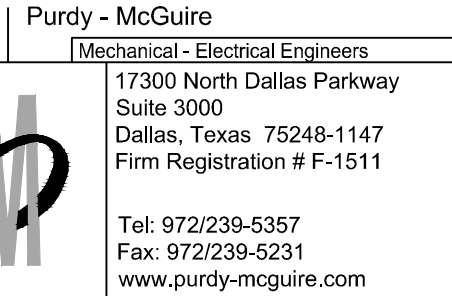 Purdy - McGuire
Mechanical - Electrical Engineers
17300 North Dallas Parkway
Suite 3000
Dallas, Texas  75248-1147
Firm Registration # F-1511
Tel: 972/239-5357
Fax: 972/239-5231
www.purdy-mcguire.com